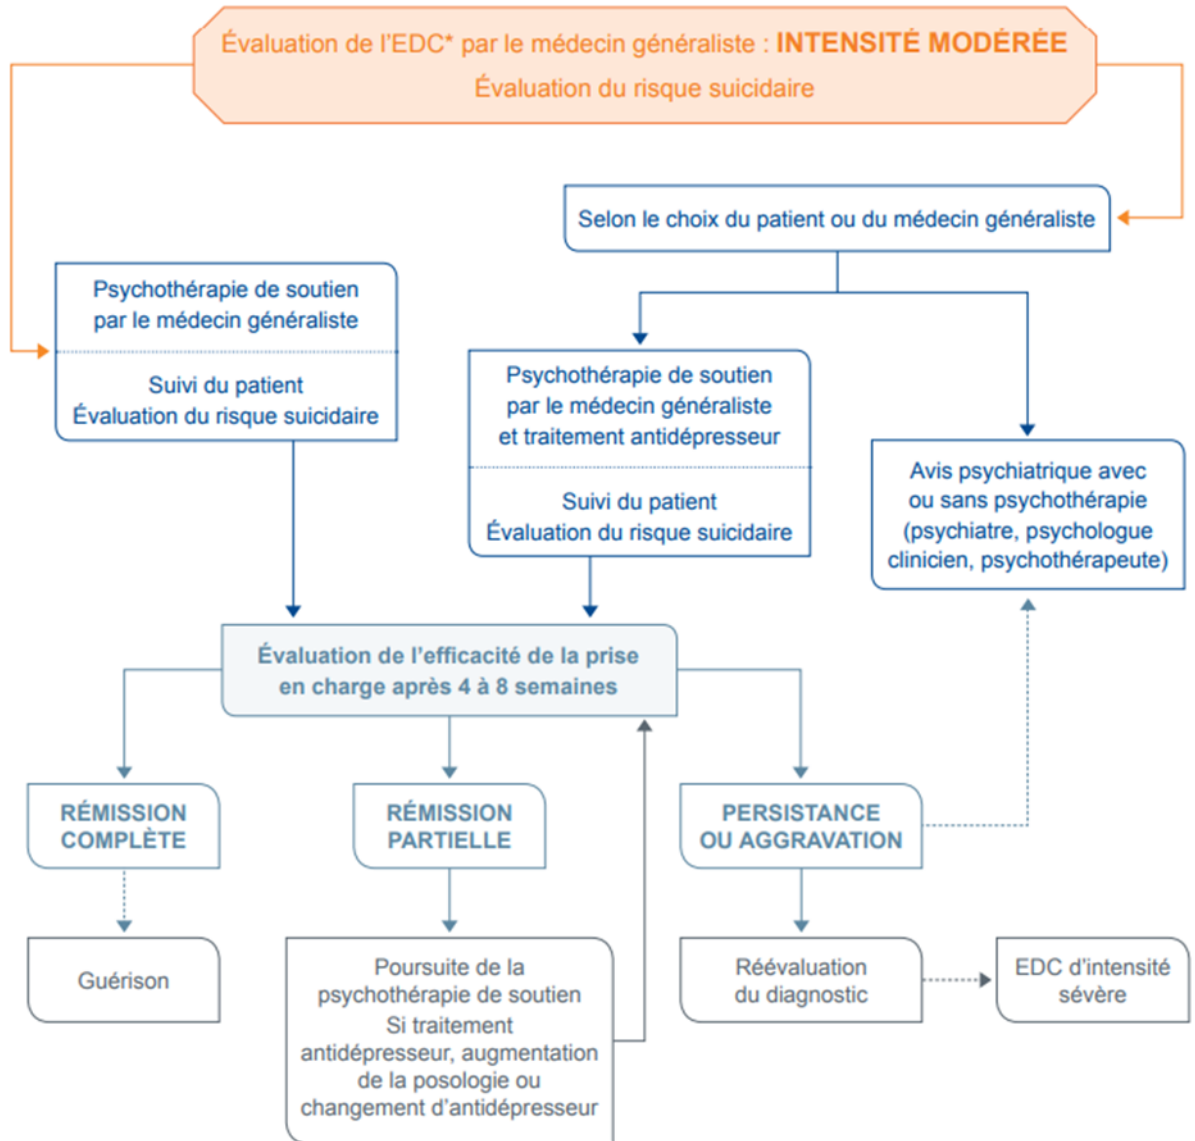 Évaluation de l'EDC* par le médecin généraliste : INTENSITÉ MODÉRÉE
Évaluation du risque suicidaire
Selon le choix du patient ou du médecin généraliste
Psychothérapie de soutien
par le médecin généraliste
Suivi du patient
Évaluation du risque suicidaire
Psychothérapie de soutien
par le médecin généraliste
et traitement antidépresseur
Suivi du patient
Évaluation du risque suicidaire
Avis psychiatrique avec
ou sans psychothérapie
(psychiatre, psychologue
clinicien, psychothérapeute)
Évaluation de l'efficacité de la prise
en charge après 4 à 8 semaines
RÉMISSION
COMPLÈTE
RÉMISSION
PARTIELLE
PERSISTANCE
OU AGGRAVATION
Guérison
Poursuite de la
psychothérapie de soutien
Si traitement
antidépresseur, augmentation
de la posologie ou
changement d'antidépresseur
Réévaluation
du diagnostic
EDC d'intensité
sévère